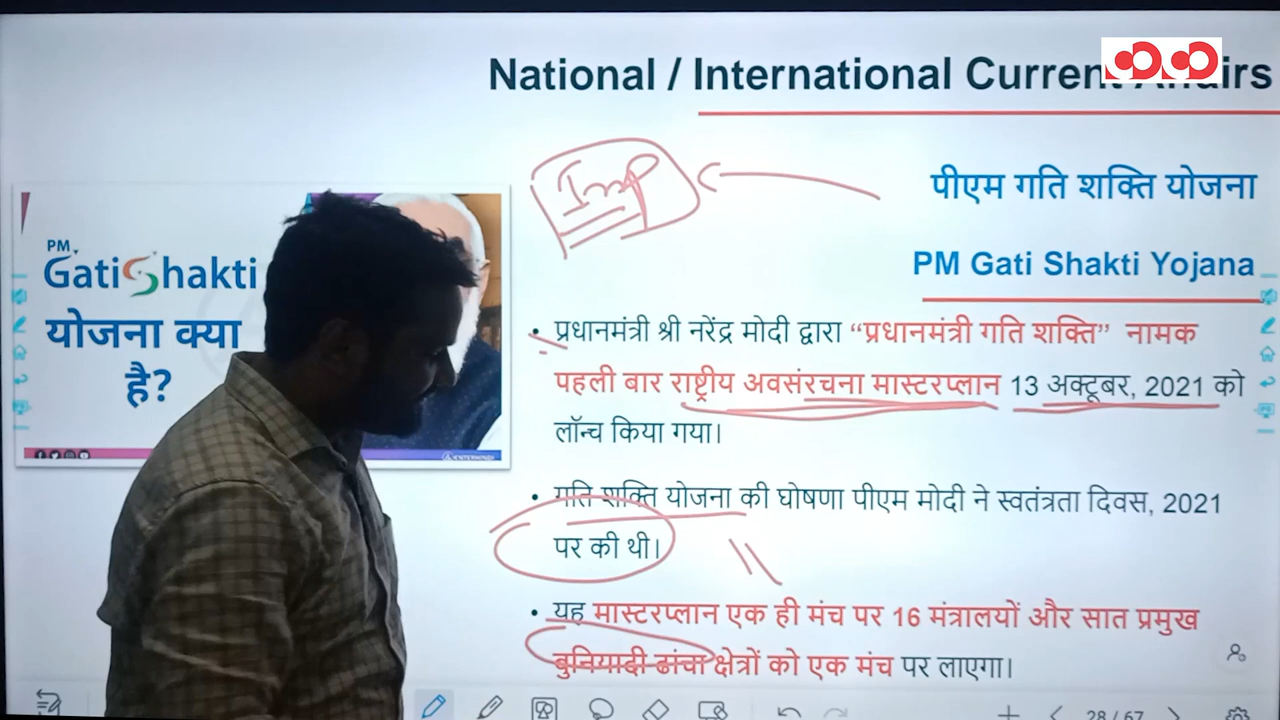 National / International Current Affairs
Imp
पीएम गति शक्ति योजना
PM Gati Shakti Yojana
PM
GatiShakti
योजना क्या
है?
• प्रधानमंत्री श्री नरेंद्र मोदी द्वारा “प्रधानमंत्री गति शक्ति” नामक
पहली बार राष्ट्रीय अवसंरचना मास्टरप्लान 13 अक्टूबर, 2021 को
लॉन्च किया गया।
• गति शक्ति योजना की घोषणा पीएम मोदी ने स्वतंत्रता दिवस, 2021
पर की थी।
• यह मास्टरप्लान एक ही मंच पर 16 मंत्रालयों और सात प्रमुख
बुनियादी ढांचा क्षेत्रों को एक मंच पर लाएगा।
28 / 67